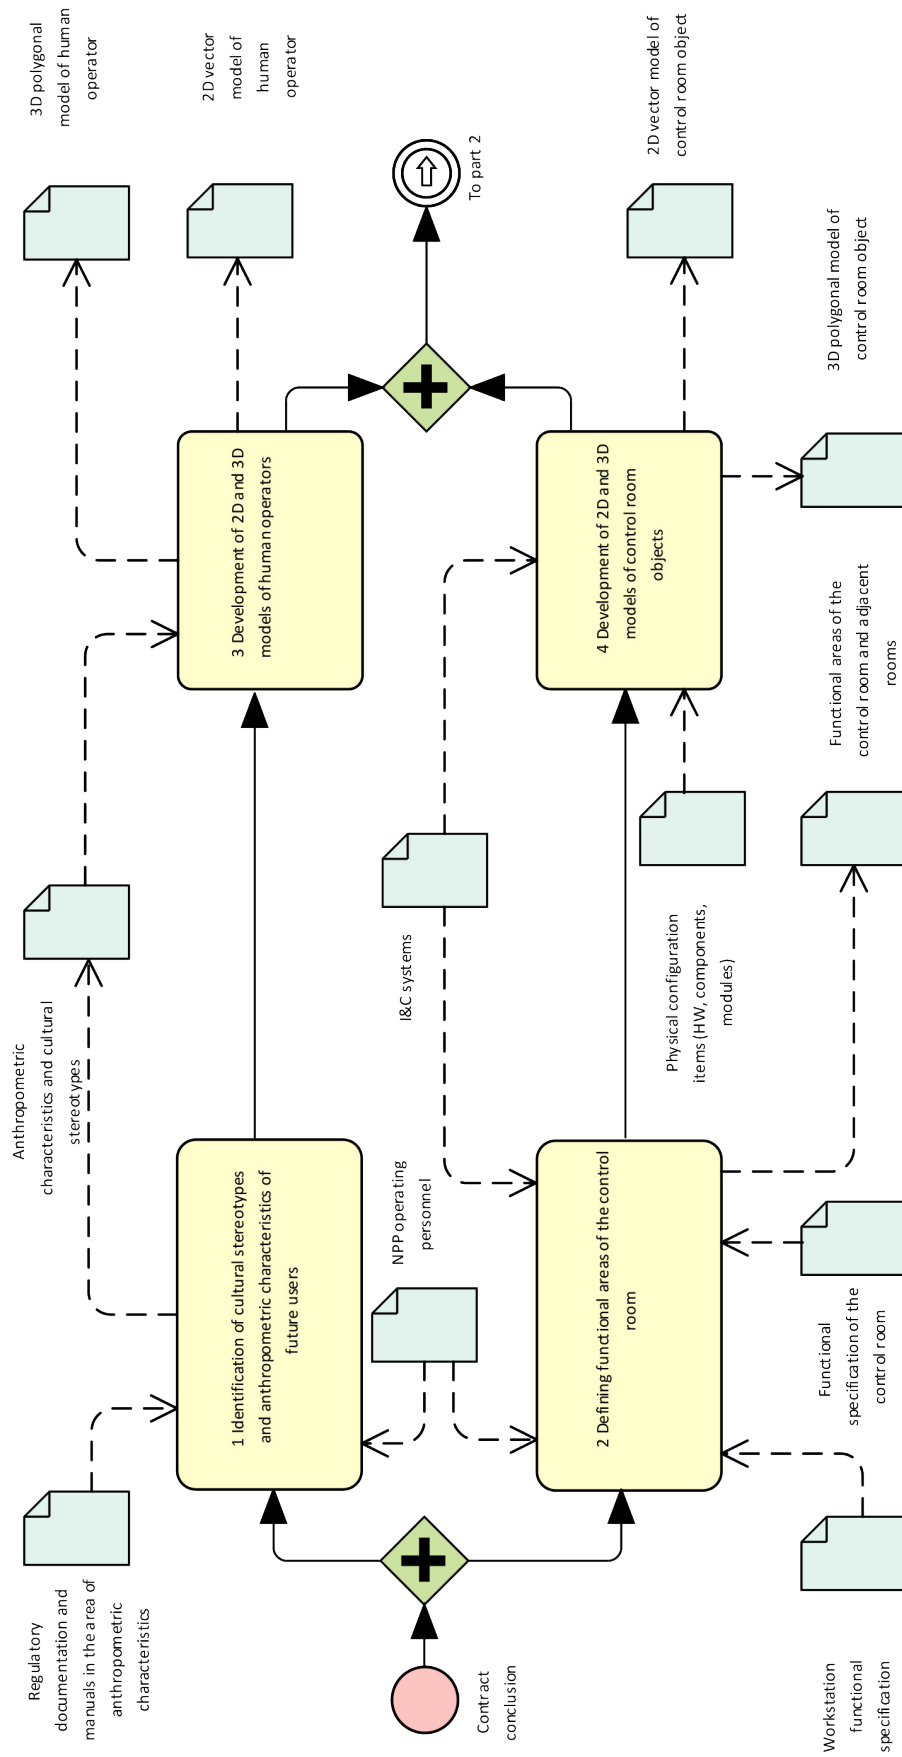 Regulatory
documentation and
manuals in the area of
anthropometric
characteristics
Anthropometric
characteristics and cultural
stereotypes
3D polygonal
model of human
operator
2D vector
model of
human
operator
1 Identification of cultural stereotypes
and anthropometric characteristics of
future users
3 Development of 2D and 3D
models of human operators
NPP operating
personnel
I&C systems
Contract
conclusion
To part 2
2 Defining functional areas of the control
room
4 Development of 2D and 3D
models of control room
objects
2D vector model of
control room object
Physical configuration
items (HW, components,
modules)
Workstation
functional
specification
Functional
specification of the
control room
Functional areas of the
control room and adjacent
rooms
3D polygonal model of
control room object